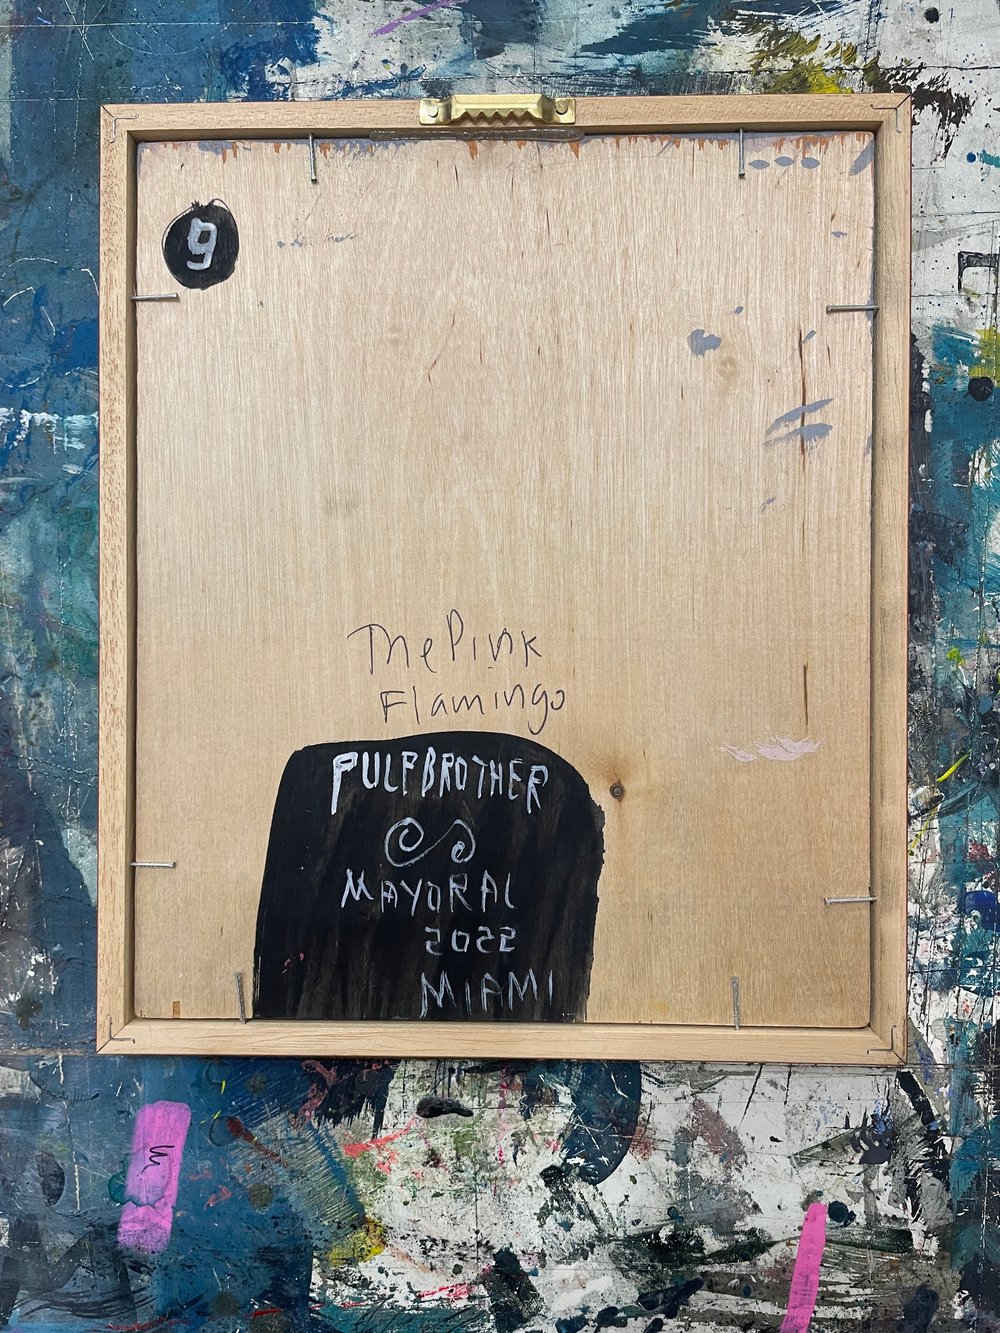 9
The Pink
Flamingo
PULPBROTHER
MAYORAL
2022
MIAMI